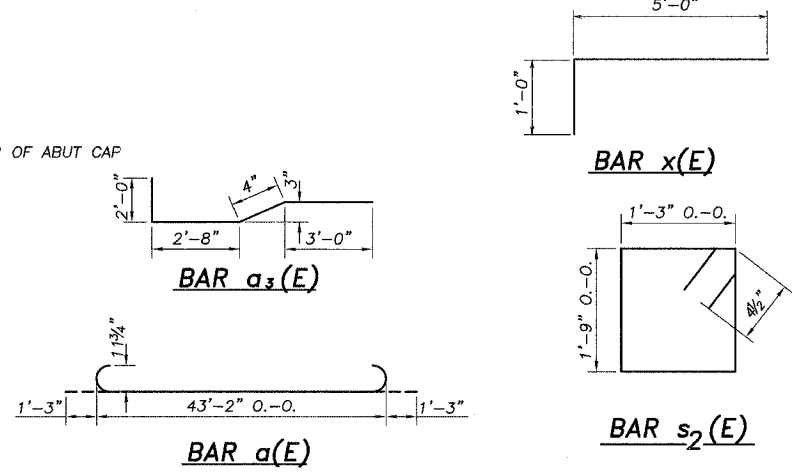 5'-0"
1'-0"
BAR x(E)
OF ABUT CAP
2'-0"
4"
3"
2'-8"
3'-0"
BAR a3(E)
1'-3" O.-O.
1'-9" O.-O.
4½"
BAR s2(E)
11¾"
1'-3"
43'-2" O.-O.
1'-3"
BAR a(E)